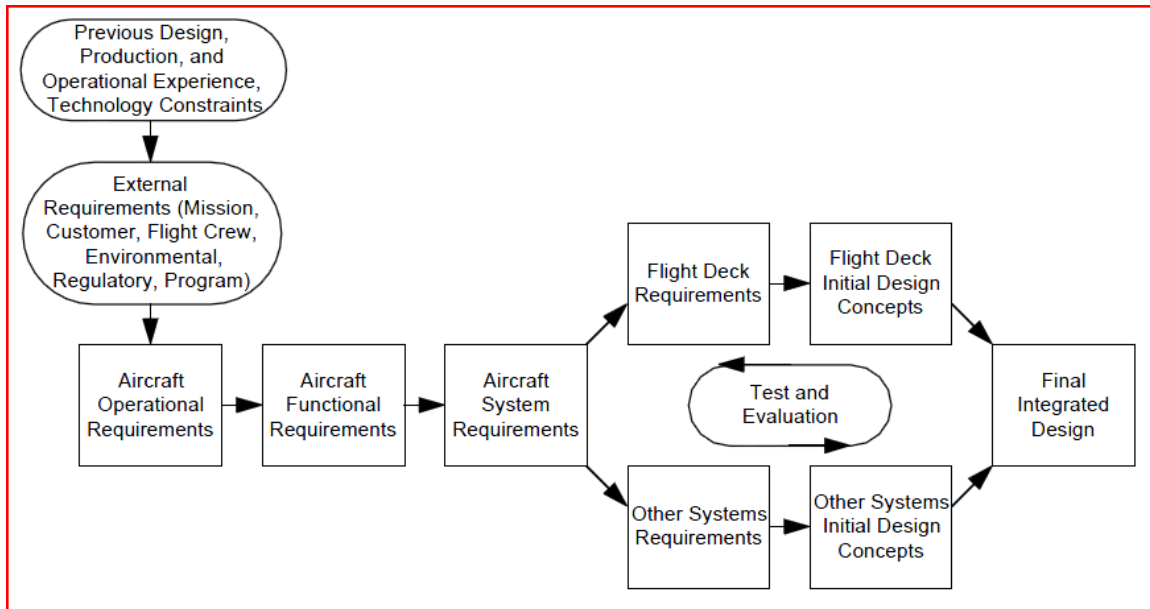 Previous Design,
Production, and
Operational Experience,
Technology Constraints
External
Requirements (Mission,
Customer, Flight Crew,
Environmental,
Regulatory, Program)
Aircraft
Operational
Requirements
Aircraft
Functional
Requirements
Aircraft
System
Requirements
Flight Deck
Requirements
Flight Deck
Initial Design
Concepts
Test and
Evaluation
Other Systems
Requirements
Other Systems
Initial Design
Concepts
Final
Integrated
Design